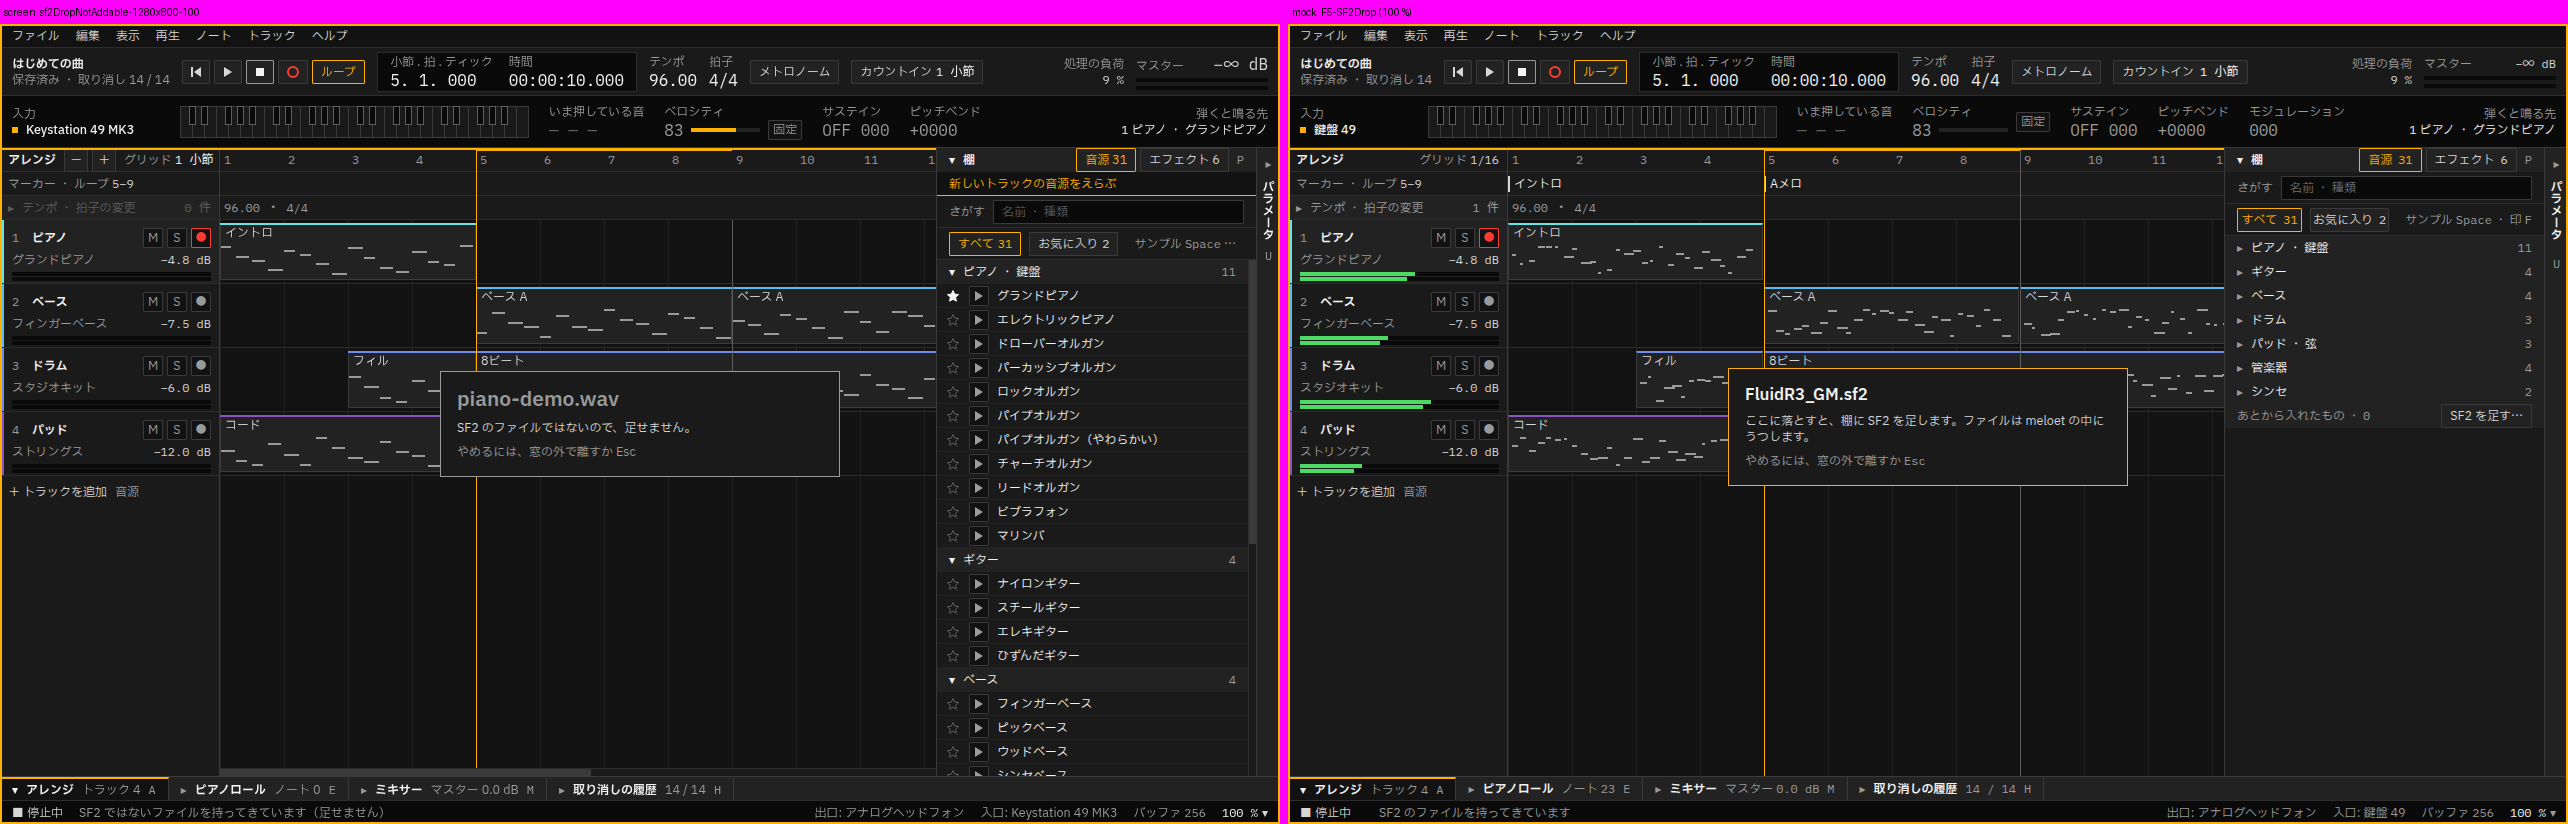 screen sf2DropNotAddable-1280x800-100
ファイル 編集 表示 再生 ノート トラック ヘルプ
はじめての曲
保存済み ・ 取り消し 14 / 14
ループ
小節 . 拍 . ティック 時間
5. 1. 000 00:00:10.000
テンポ 拍子
96.00 4/4
メトロノーム
カウントイン 1 小節
処理の負荷
9 %
マスター −∞ dB
入力
Keystation 49 MK3
いま押している音
— — —
ベロシティ
83 固定
サステイン
OFF 000
ピッチベンド
+0000
弾くと鳴る先
1 ピアノ ・ グランドピアノ
アレンジ − + グリッド 1 小節
1 2 3 4 5 6 7 8 9 10 11 1
マーカー ・ ループ 5–9
▸ テンポ ・ 拍子の変更 0 件
96.00 ・ 4/4
1 ピアノ M S
グランドピアノ −4.8 dB
イントロ
2 ベース M S
フィンガーベース −7.5 dB
ベース A ベース A
3 ドラム M S
スタジオキット −6.0 dB
フィル 8ビート
4 パッド M S
ストリングス −12.0 dB
コード
+ トラックを追加 音源
piano-demo.wav
SF2 のファイルではないので、足せません。
やめるには、窓の外で離すか Esc
▾ 棚 音源 31 エフェクト 6 P
新しいトラックの音源をえらぶ
さがす 名前 ・ 種類
すべて 31 お気に入り 2 サンプル Space …
▾ ピアノ ・ 鍵盤 11
グランドピアノ
エレクトリックピアノ
ドローバーオルガン
パーカッシブオルガン
ロックオルガン
パイプオルガン
パイプオルガン（やわらかい）
チャーチオルガン
リードオルガン
ビブラフォン
マリンバ
▾ ギター 4
ナイロンギター
スチールギター
エレキギター
ひずんだギター
▾ ベース 4
フィンガーベース
ピックベース
ウッドベース
シンセベース
▸ パラメータ U
▾ アレンジ トラック 4 A
▸ ピアノロール ノート 0 E
▸ ミキサー マスター 0.0 dB M
▸ 取り消しの履歴 14 / 14 H
■ 停止中 SF2 ではないファイルを持ってきています（足せません）
出口: アナログヘッドフォン 入口: Keystation 49 MK3 バッファ 256 100 % ▾
mock F5-SF2Drop (100 %)
ファイル 編集 表示 再生 ノート トラック ヘルプ
はじめての曲
保存済み ・ 取り消し 14
ループ
小節 . 拍 . ティック 時間
5. 1. 000 00:00:10.000
テンポ 拍子
96.00 4/4
メトロノーム
カウントイン 1 小節
処理の負荷
9 %
マスター −∞ dB
入力
鍵盤 49
いま押している音
— — —
ベロシティ
83 固定
サステイン
OFF 000
ピッチベンド
+0000
モジュレーション
000
弾くと鳴る先
1 ピアノ ・ グランドピアノ
アレンジ グリッド 1/16
1 2 3 4 5 6 7 8 9 10 11 1
マーカー ・ ループ 5–9
イントロ Aメロ
▸ テンポ ・ 拍子の変更 1 件
96.00 ・ 4/4
1 ピアノ M S
グランドピアノ −4.8 dB
イントロ
2 ベース M S
フィンガーベース −7.5 dB
ベース A ベース A
3 ドラム M S
スタジオキット −6.0 dB
フィル 8ビート
4 パッド M S
ストリングス −12.0 dB
コード
+ トラックを追加 音源
FluidR3_GM.sf2
ここに落とすと、棚に SF2 を足します。ファイルは meloet の中に
うつします。
やめるには、窓の外で離すか Esc
▾ 棚 音源 31 エフェクト 6 P
さがす 名前 ・ 種類
すべて 31 お気に入り 2 サンプル Space ・ 印 F
▸ ピアノ ・ 鍵盤 11
▸ ギター 4
▸ ベース 4
▸ ドラム 3
▸ パッド ・ 弦 3
▸ 管楽器 4
▸ シンセ 2
あとから入れたもの ・ 0 SF2 を足す…
▸ パラメータ U
▾ アレンジ トラック 4 A
▸ ピアノロール ノート 23 E
▸ ミキサー マスター 0.0 dB M
▸ 取り消しの履歴 14 / 14 H
■ 停止中 SF2 のファイルを持ってきています
出口: アナログヘッドフォン 入口: 鍵盤 49 バッファ 256 100 % ▾